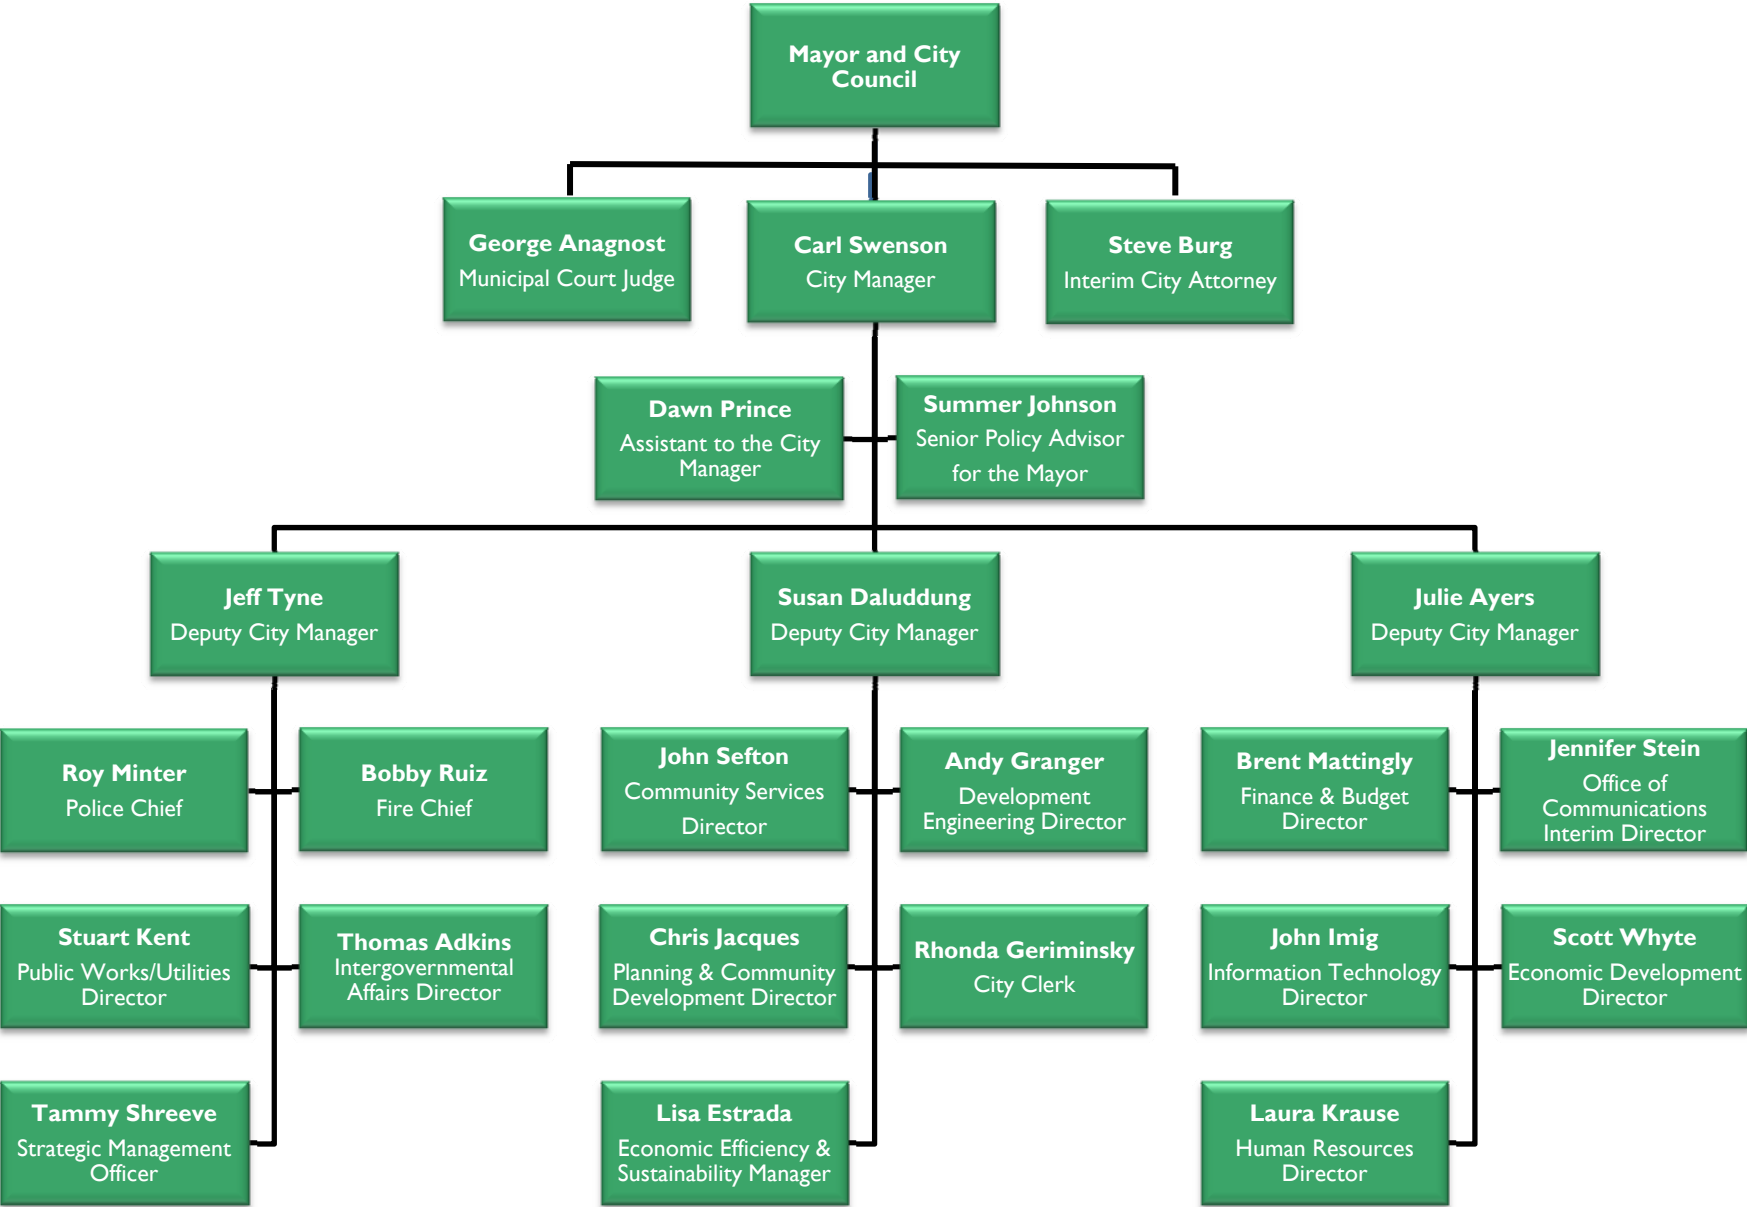 Mayor and City
Council
George Anagnost
Municipal Court Judge
Carl Swenson
City Manager
Steve Burg
Interim City Attorney
Dawn Prince
Assistant to the City
Manager
Summer Johnson
Senior Policy Advisor
for the Mayor
Jeff Tyne
Deputy City Manager
Susan Daluddung
Deputy City Manager
Julie Ayers
Deputy City Manager
Roy Minter
Police Chief
Bobby Ruiz
Fire Chief
John Sefton
Community Services
Director
Andy Granger
Development
Engineering Director
Brent Mattingly
Finance & Budget
Director
Jennifer Stein
Office of
Communications
Interim Director
Stuart Kent
Public Works/Utilities
Director
Thomas Adkins
Intergovernmental
Affairs Director
Chris Jacques
Planning & Community
Development Director
Rhonda Geriminsky
City Clerk
John Imig
Information Technology
Director
Scott Whyte
Economic Development
Director
Tammy Shreeve
Strategic Management
Officer
Lisa Estrada
Economic Efficiency &
Sustainability Manager
Laura Krause
Human Resources
Director